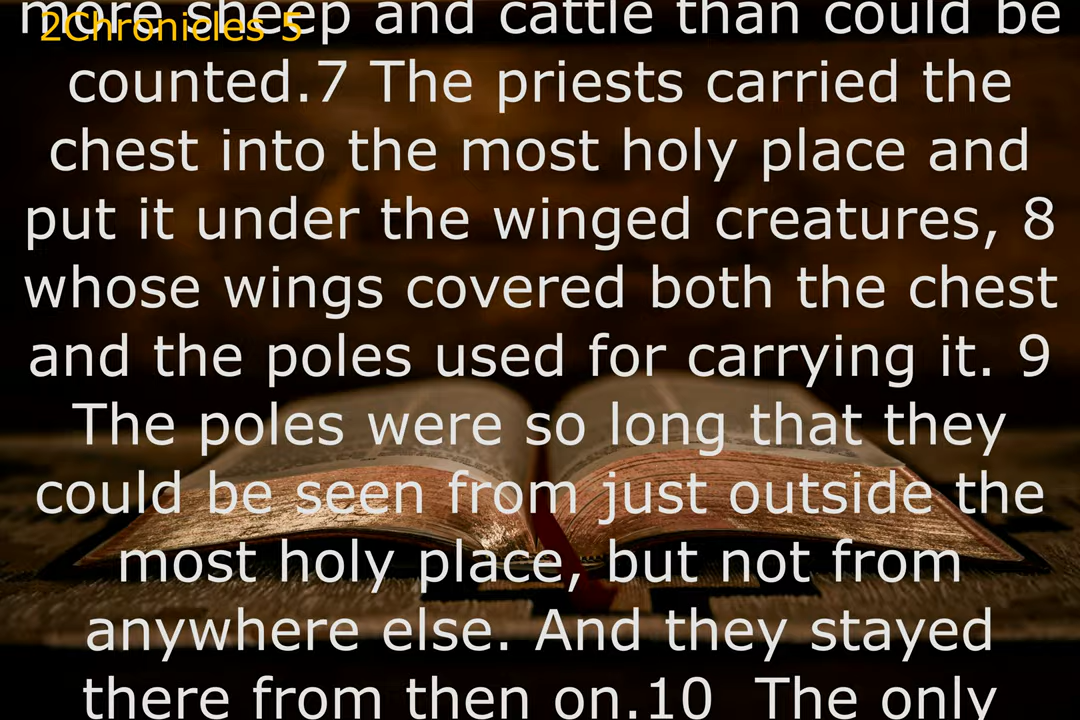 more sheep and cattle than could be
2Chronicles 5
counted.7 The priests carried the
chest into the most holy place and
put it under the winged creatures, 8
whose wings covered both the chest
and the poles used for carrying it. 9
The poles were so long that they
could be seen from just outside the
most holy place, but not from
anywhere else. And they stayed
there from then on.10 The only